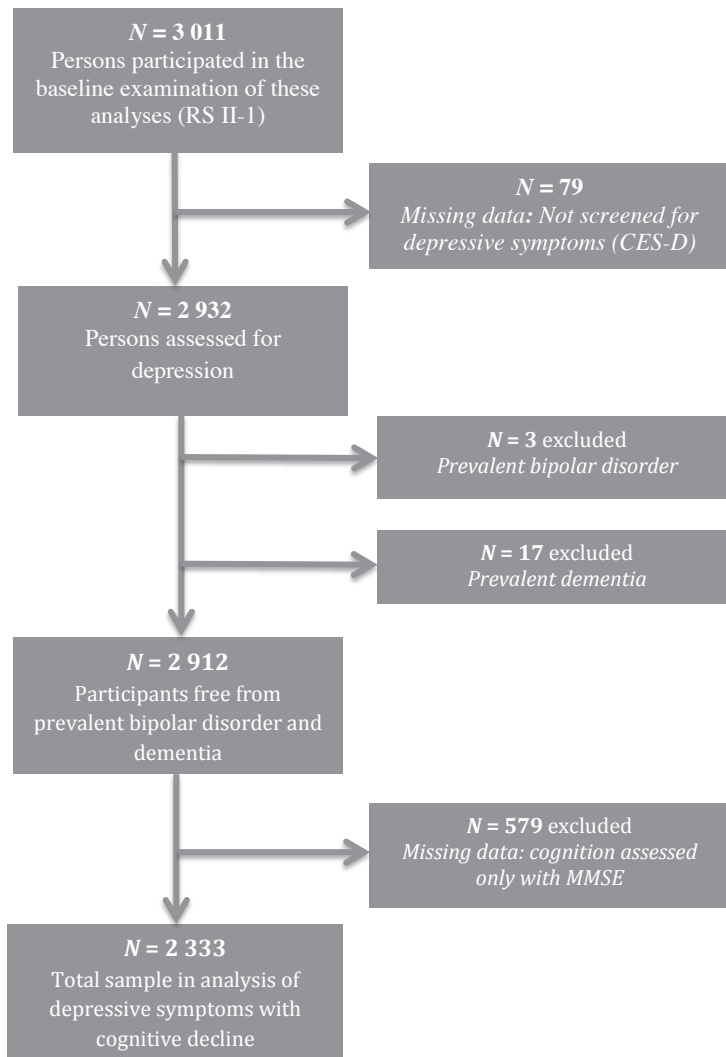 N = 3 011
Persons participated in the
baseline examination of these
analyses (RS II-1)
N = 79
Missing data: Not screened for
depressive symptoms (CES-D)
N = 2 932
Persons assessed for
depression
N = 3 excluded
Prevalent bipolar disorder
N = 17 excluded
Prevalent dementia
N = 2 912
Participants free from
prevalent bipolar disorder and
dementia
N = 579 excluded
Missing data: cognition assessed
only with MMSE
N = 2 333
Total sample in analysis of
depressive symptoms with
cognitive decline